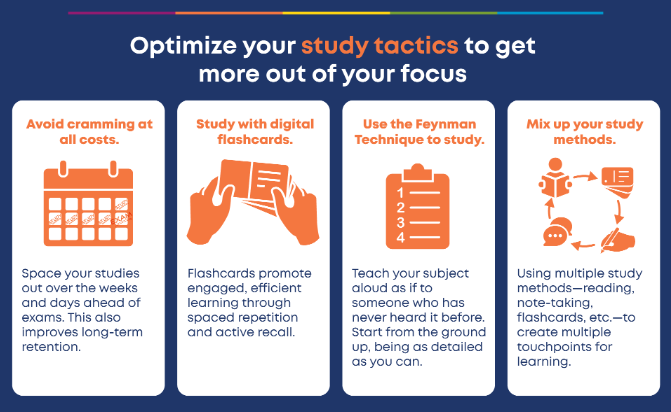 Optimize your study tactics to get
more out of your focus
Avoid cramming at
all costs.
Space your studies
out over the weeks
and days ahead of
exams. This also
improves long-term
retention.
Study with digital
flashcards.
Flashcards promote
engaged, efficient
learning through
spaced repetition
and active recall.
Use the Feynman
Technique to study.
1
2
3
4
Teach your subject
aloud as if to
someone who has
never heard it before.
Start from the ground
up, being as detailed
as you can.
Mix up your study
methods.
Using multiple study
methods—reading,
note-taking,
flashcards, etc.—to
create multiple
touchpoints for
learning.